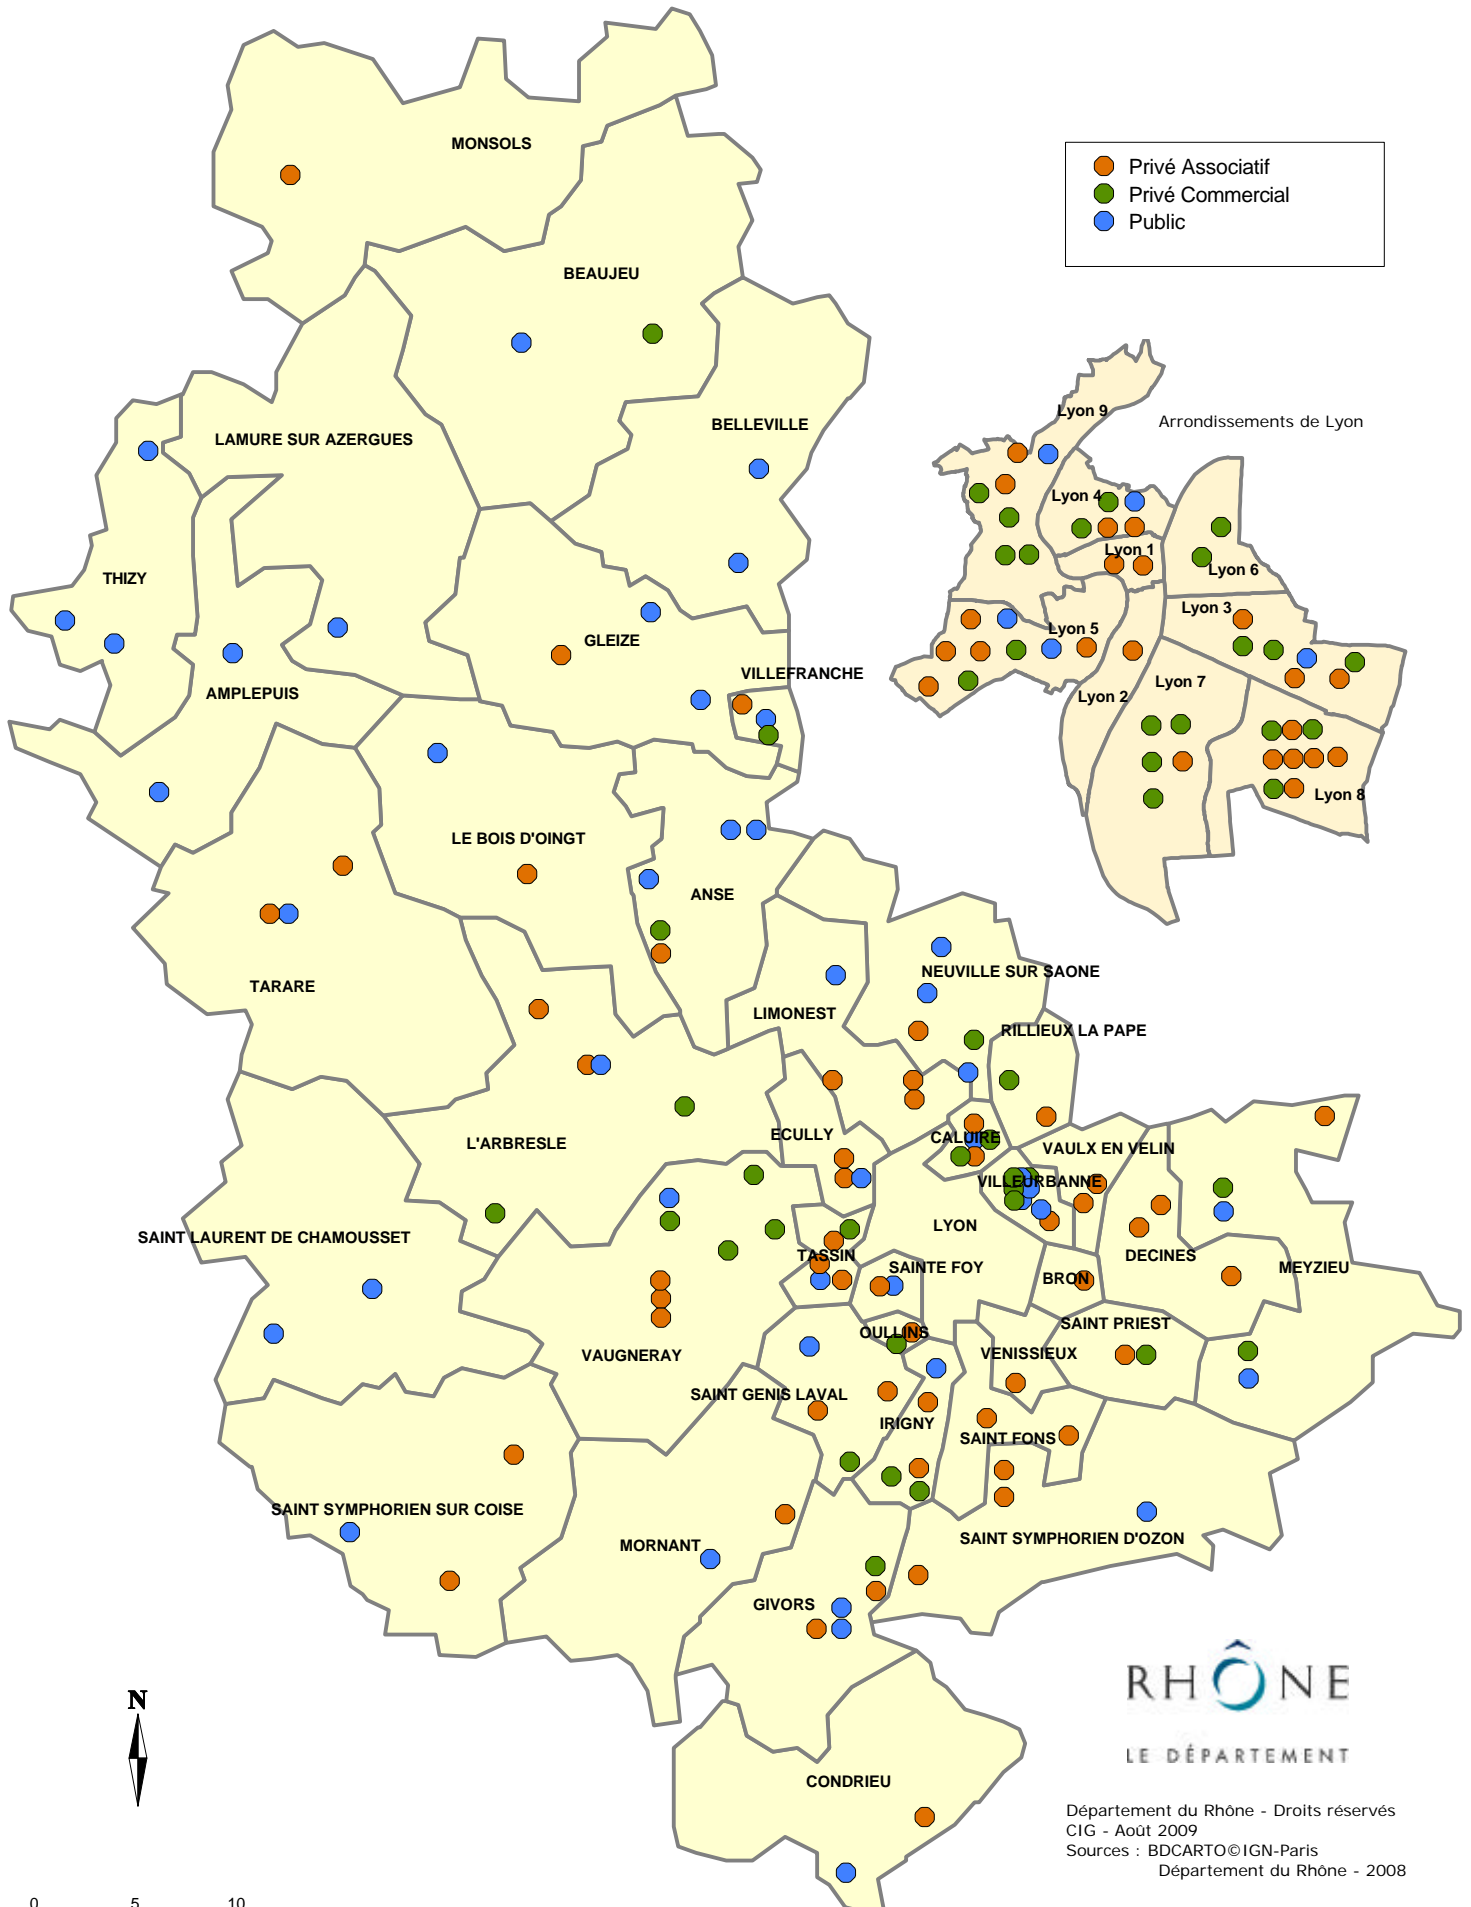 MONSOLS
Privé Associatif
Privé Commercial
Public
BEAUJEU
Lyon 9
Arrondissements de Lyon
BELLEVILLE
LAMURE SUR AZERGUES
Lyon 4
Lyon 1
Lyon 6
THIZY
Lyon 3
Lyon 5
GLEIZE
VILLEFRANCHE
Lyon 7
AMPLEPUIS
Lyon 2
Lyon 8
LE BOIS D'OINGT
ANSE
NEUVILLE SUR SAONE
TARARE
LIMONEST
RILLIEUX LA PAPE
ECULLY
CALUIRE
L'ARBRESLE
VAULX EN VELIN
VILLEURBANNE
LYON
SAINT LAURENT DE CHAMOUSSET
TASSIN
DECINES
SAINTE FOY
MEYZIEU
BRON
SAINT PRIEST
OULLINS
VENISSIEUX
VAUGNERAY
SAINT GENIS LAVAL
IRIGNY
SAINT FONS
SAINT SYMPHORIEN SUR COISE
SAINT SYMPHORIEN D'OZON
MORNANT
GIVORS
RHÔNE
LE DÉPARTEMENT
N
CONDRIEU
Département du Rhône - Droits réservés
CIG - Août 2009
Sources : BDCARTO©IGN-Paris
Département du Rhône - 2008
0 5 10